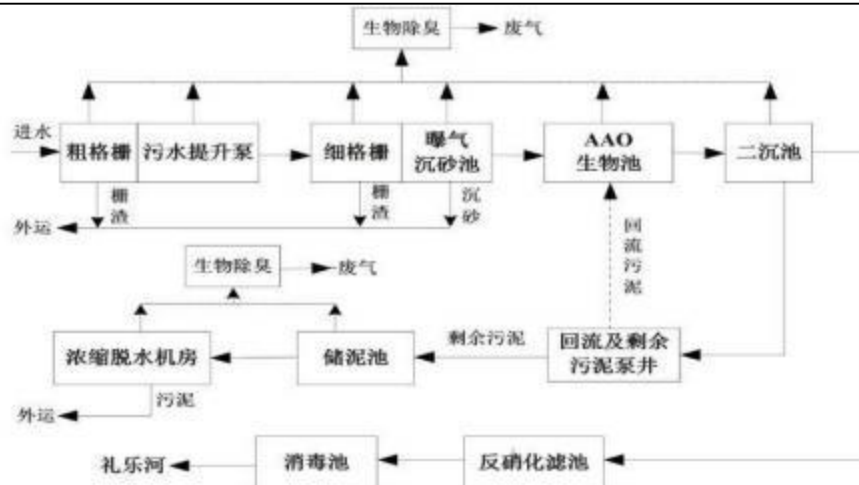 生物除臭
废气
进水
粗格栅
污水提升泵
细格栅
曝气
沉砂池
AAO
生物池
二沉池
栅渣
栅渣
沉砂
外运
回流污泥
生物除臭
废气
浓缩脱水机房
储泥池
剩余污泥
回流及剩余
污泥泵井
污泥
外运
礼乐河
消毒池
反硝化滤池